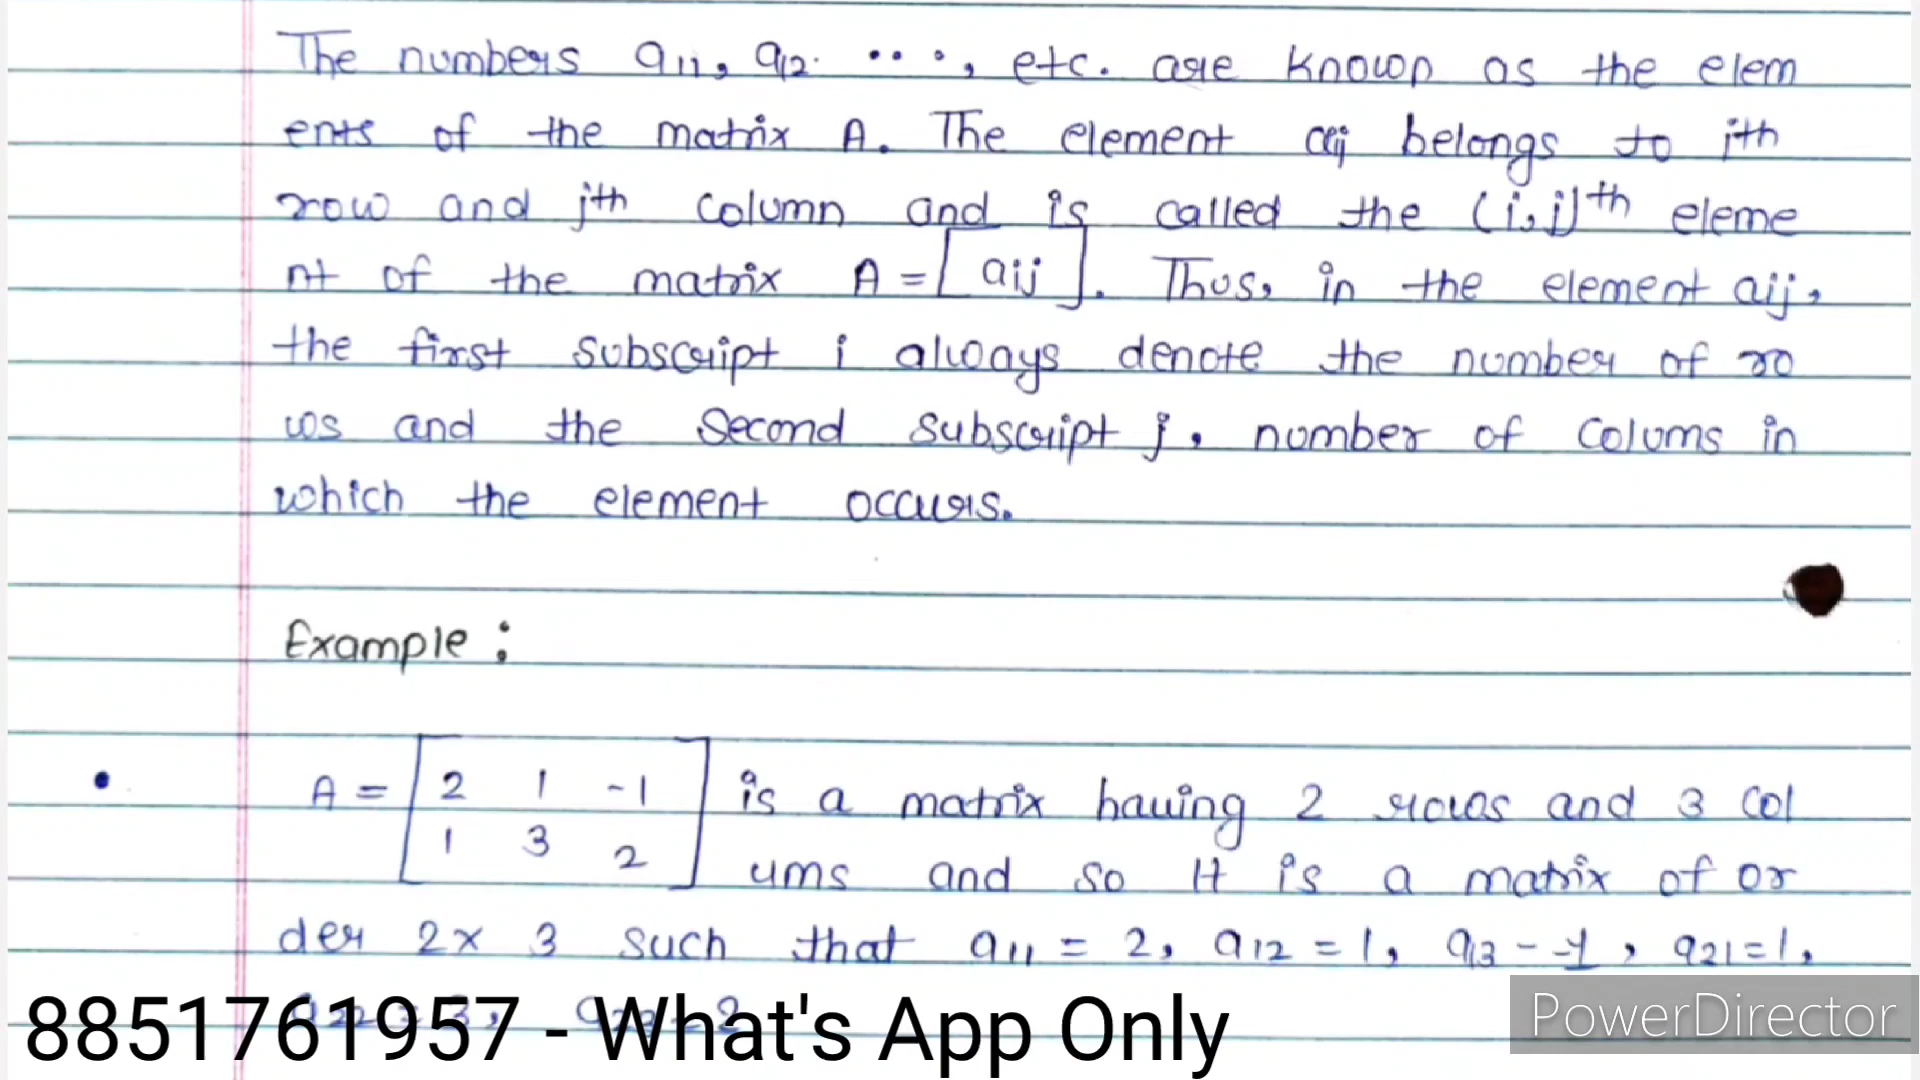 The numbers a11, a12. ..., etc. are known as the elem
ents of the matrix A. The element aij belongs to ith
row and jth column and is called the (i,j)th eleme
nt of the matrix A = [ aij ]. Thus, in the element aij,
the first subscript i always denote the number of ro
ws and the second subscript j, number of colums in
which the element occurs.
Example :
A = [ 2 1 -1 ] is a matrix having 2 rows and 3 col
1 3 2 ums and so it is a matrix of or
der 2x 3 such that a11 = 2, a12 = 1, a13 - -1, a21=1,
a22 = 3, a23 = 2
8851761957 - What's App Only
PowerDirector